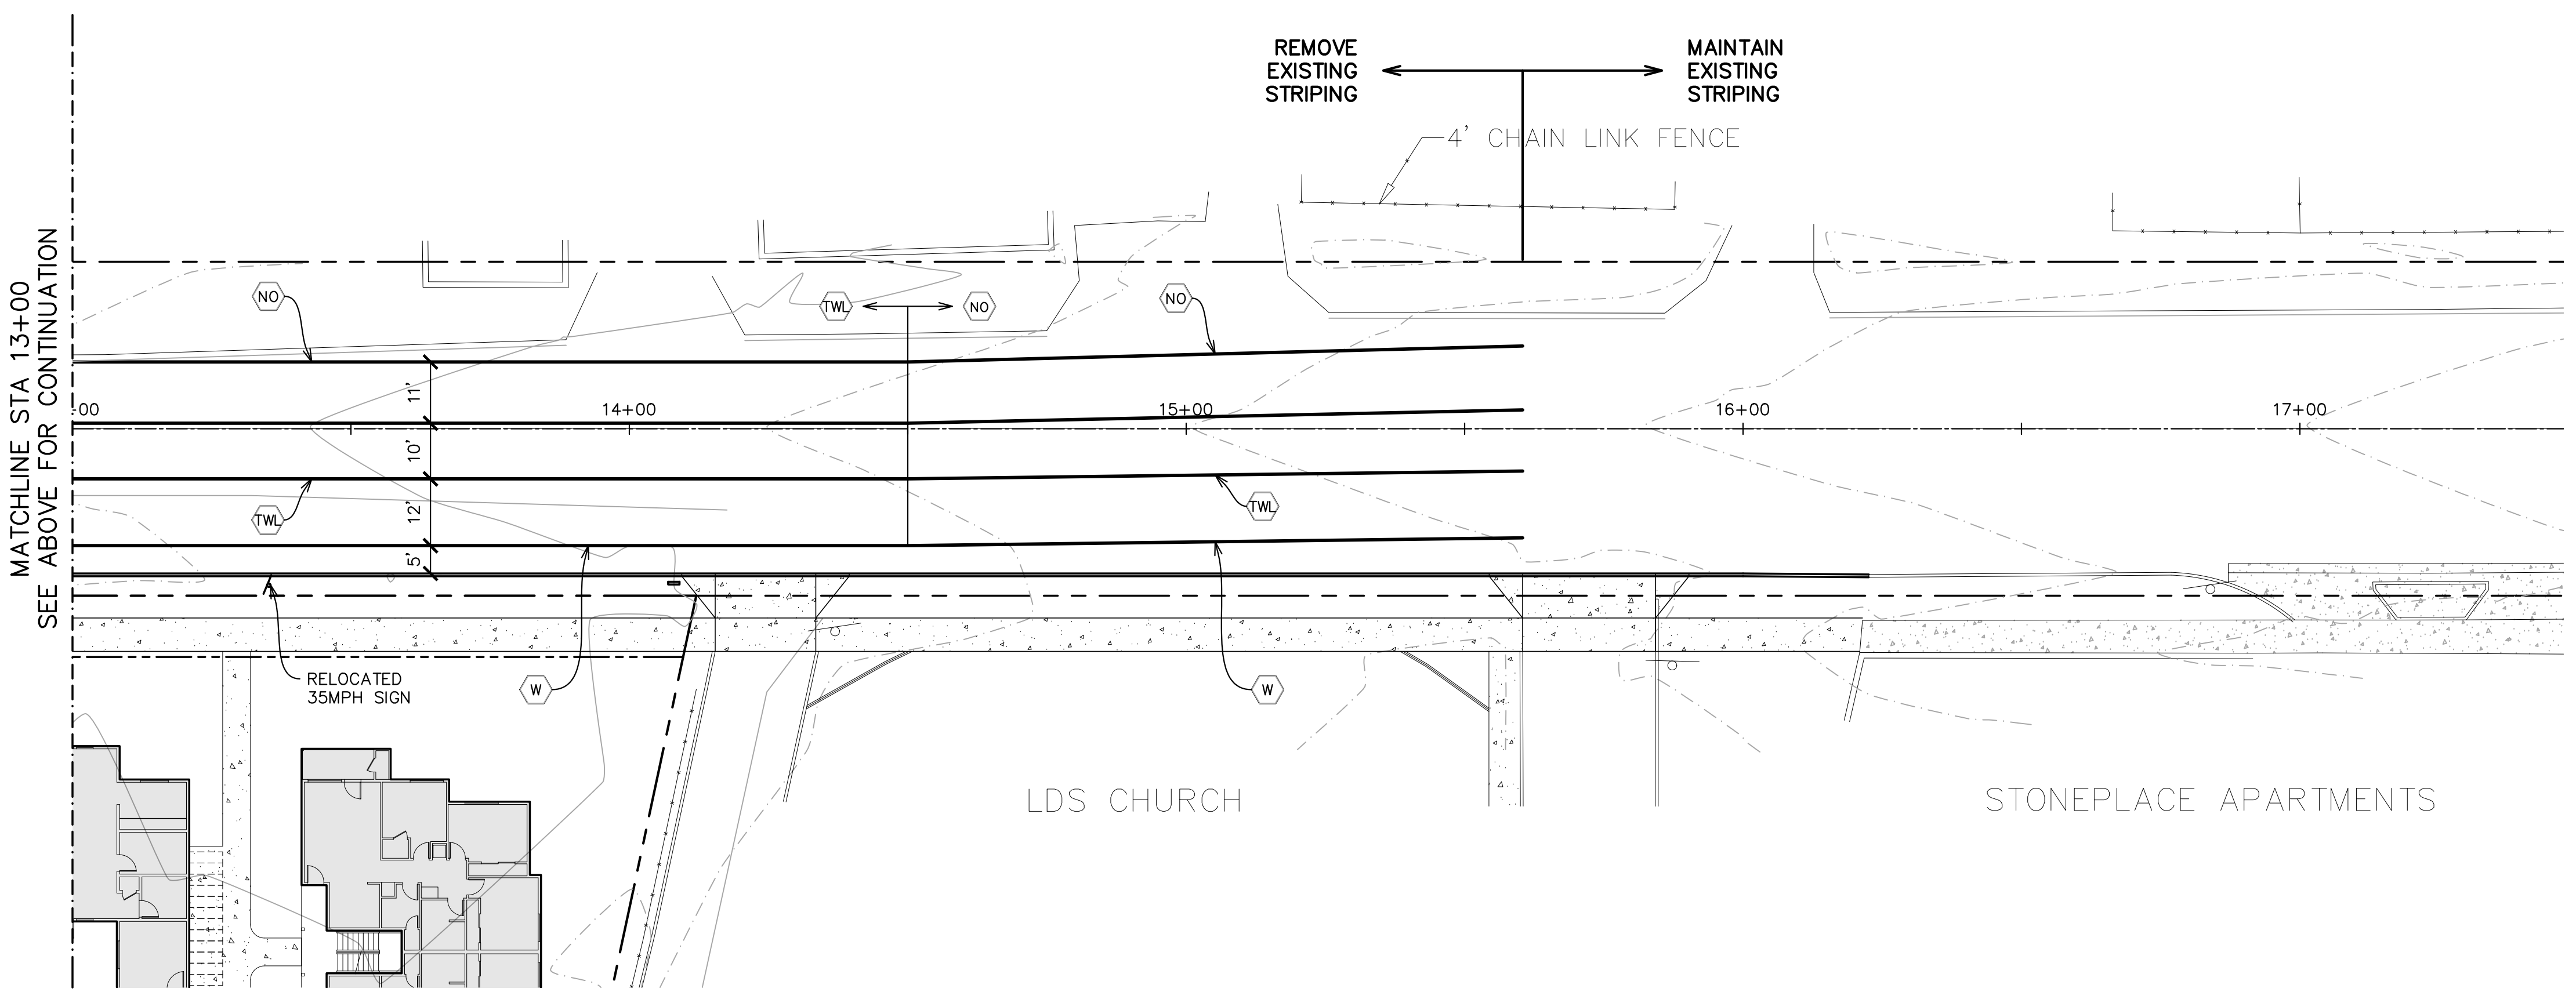 REMOVE
EXISTING
STRIPING
MAINTAIN
EXISTING
STRIPING
4' CHAIN LINK FENCE
MATCHLINE STA 13+00
SEE ABOVE FOR CONTINUATION
NO
TWL
NO
NO
11'
+00
14+00
15+00
16+00
17+00
10'
12'
TWL
TWL
5'
RELOCATED
35MPH SIGN
W
W
LDS CHURCH
STONEPLACE APARTMENTS